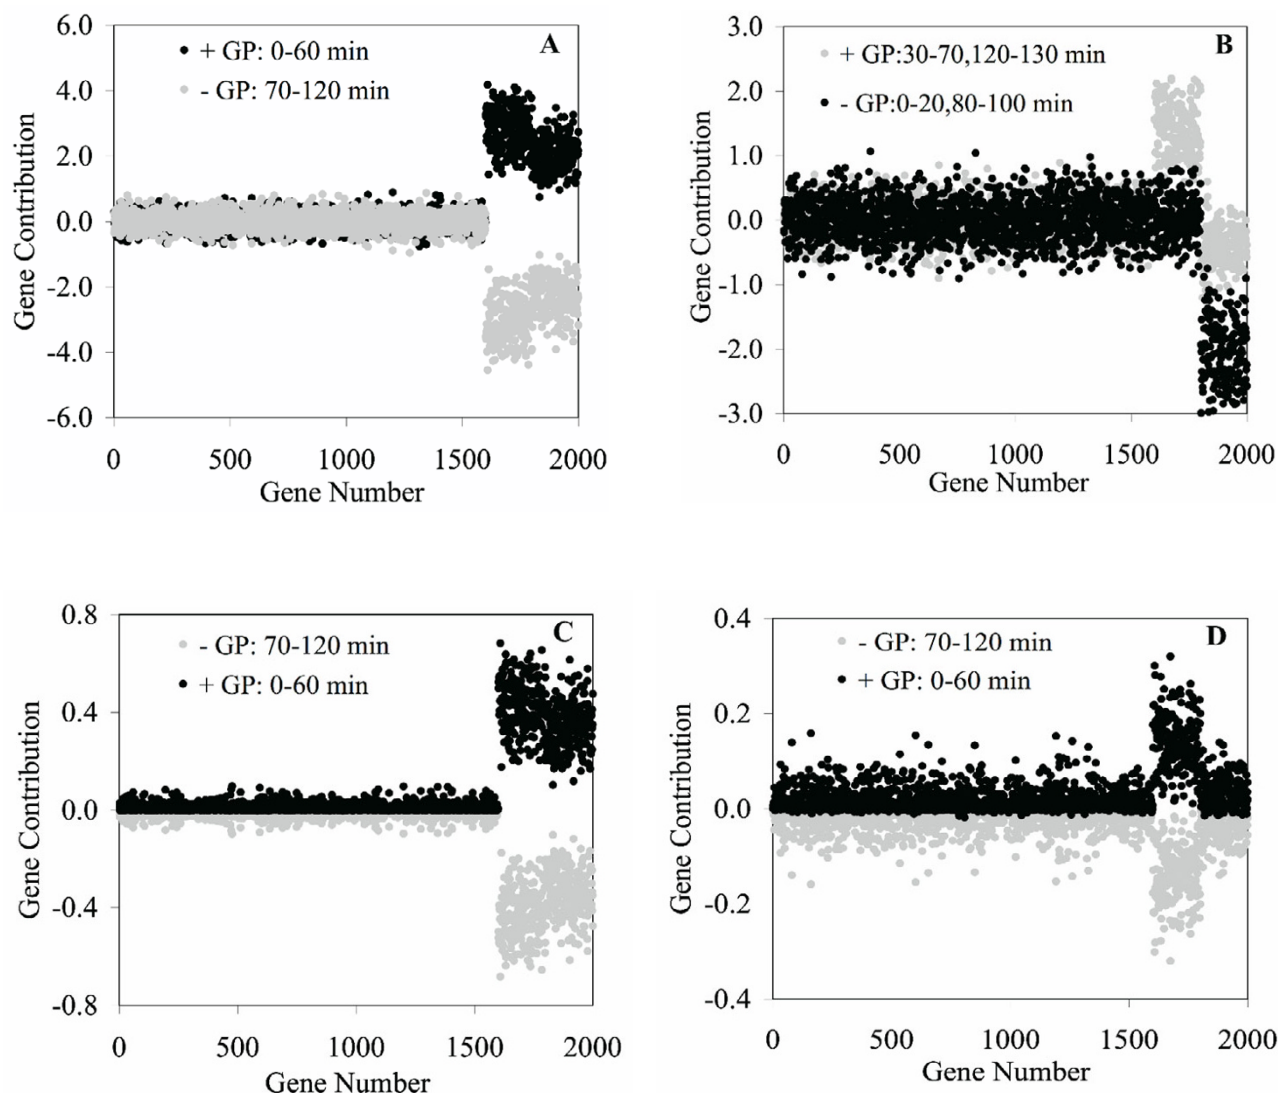 A
+ GP: 0-60 min
- GP: 70-120 min
6.0
4.0
2.0
0.0
-2.0
-4.0
-6.0
Gene Contribution
0 500 1000 1500 2000
Gene Number
B
+ GP:30-70,120-130 min
- GP:0-20,80-100 min
3.0
2.0
1.0
0.0
-1.0
-2.0
-3.0
Gene Contribution
0 500 1000 1500 2000
Gene Number
C
- GP: 70-120 min
+ GP: 0-60 min
0.8
0.4
0.0
-0.4
-0.8
Gene Contribution
0 500 1000 1500 2000
Gene Number
D
- GP: 70-120 min
+ GP: 0-60 min
0.4
0.2
0.0
-0.2
-0.4
Gene Contribution
0 500 1000 1500 2000
Gene Number